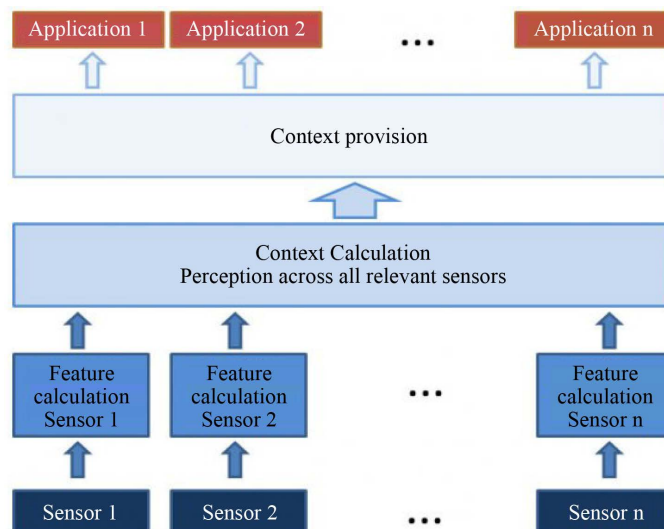 Application 1
Application 2
...
Application n
Context provision
Context Calculation
Perception across all relevant sensors
Feature
calculation
Sensor 1
Feature
calculation
Sensor 2
...
Feature
calculation
Sensor n
Sensor 1
Sensor 2
...
Sensor n